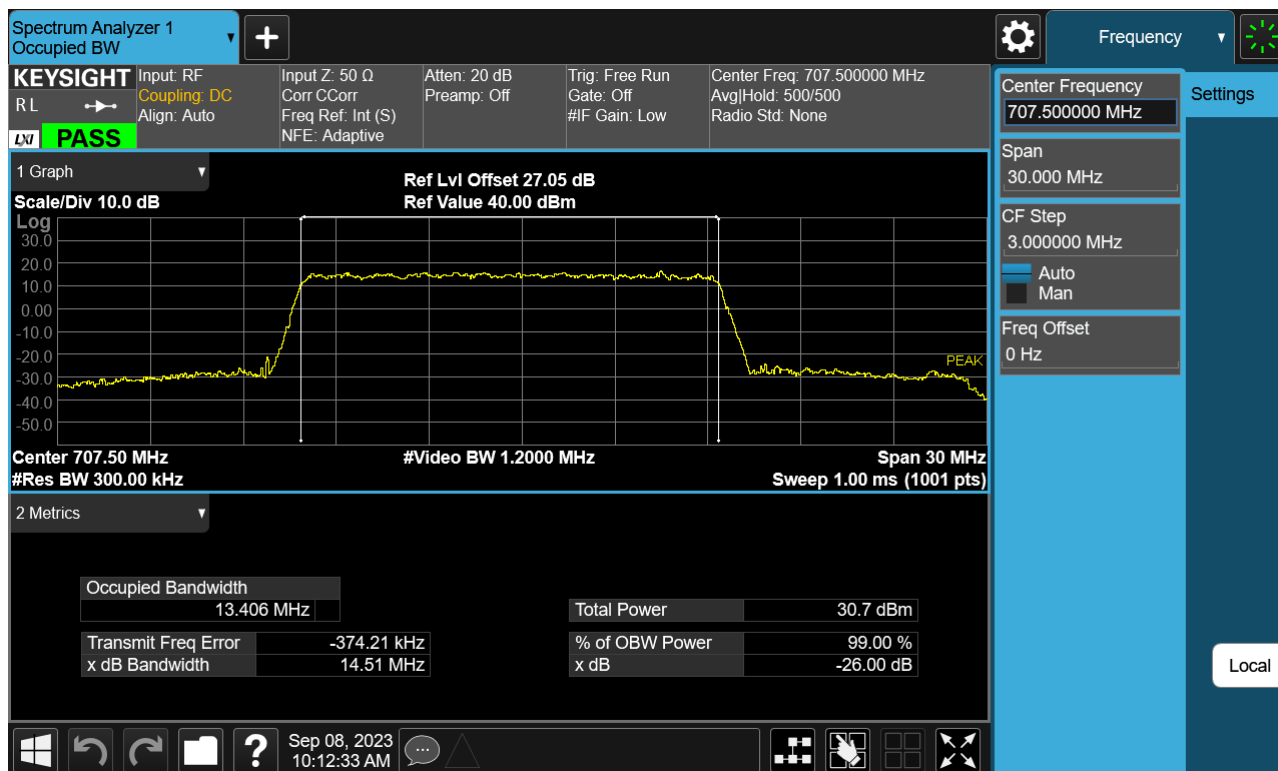 Spectrum Analyzer 1
Occupied BW
Frequency
KEYSIGHT
R L
LXI
PASS
Input: RF
Coupling: DC
Align: Auto
Input Z: 50 Ω
Corr CCorr
Freq Ref: Int (S)
NFE: Adaptive
Atten: 20 dB
Preamp: Off
Trig: Free Run
Gate: Off
#IF Gain: Low
Center Freq: 707.500000 MHz
Avg|Hold: 500/500
Radio Std: None
Center Frequency
707.500000 MHz
Settings
Span
30.000 MHz
CF Step
3.000000 MHz
Auto
Man
Freq Offset
0 Hz
1 Graph
Scale/Div 10.0 dB
Ref Lvl Offset 27.05 dB
Ref Value 40.00 dBm
Log
30.0
20.0
10.0
0.00
-10.0
-20.0
-30.0
-40.0
-50.0
PEAK
Center 707.50 MHz
#Video BW 1.2000 MHz
Span 30 MHz
#Res BW 300.00 kHz
Sweep 1.00 ms (1001 pts)
2 Metrics
Occupied Bandwidth
13.406 MHz
Total Power 30.7 dBm
Transmit Freq Error -374.21 kHz
% of OBW Power 99.00 %
x dB Bandwidth 14.51 MHz
x dB -26.00 dB
Local
?
Sep 08, 2023
10:12:33 AM